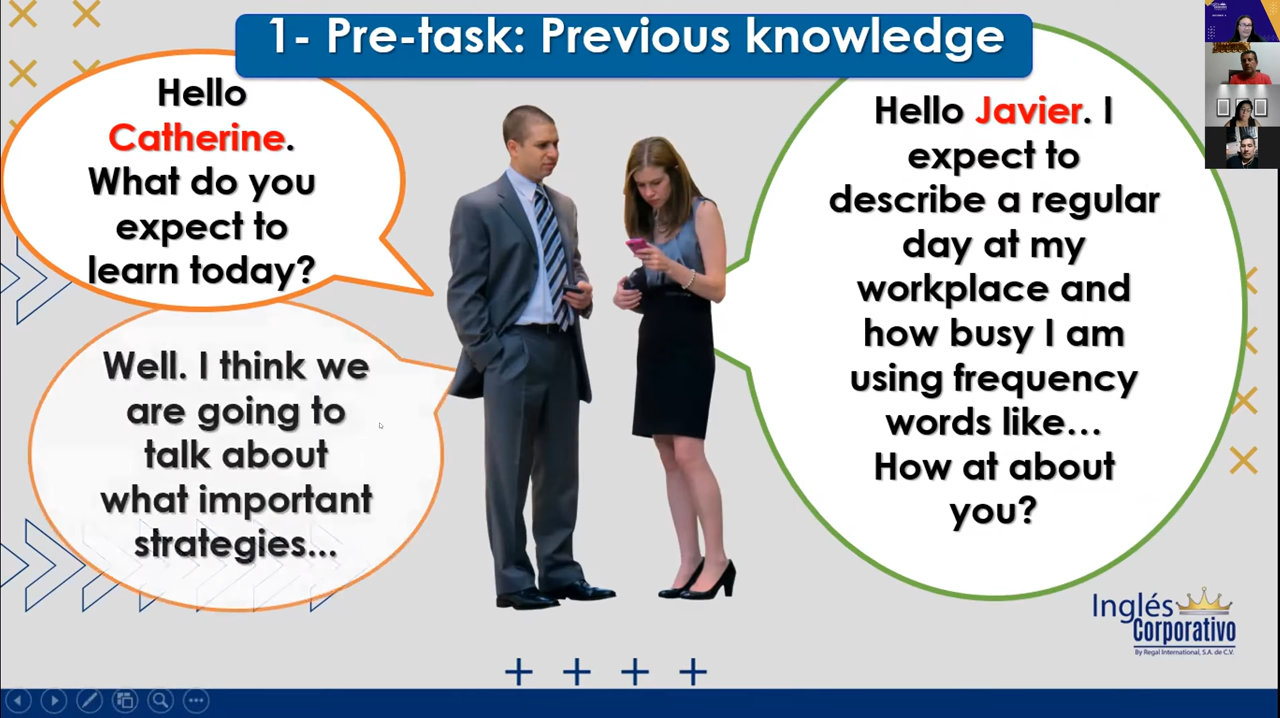 1- Pre-task: Previous knowledge
Hello
Catherine.
What do you
expect to
learn today?
Hello Javier. I
expect to
describe a regular
day at my
workplace and
how busy I am
using frequency
words like...
How at about
you?
Well. I think we
are going to
talk about
what important
strategies...
Inglés
Corporativo
By Regal International, S.A. de C.V.